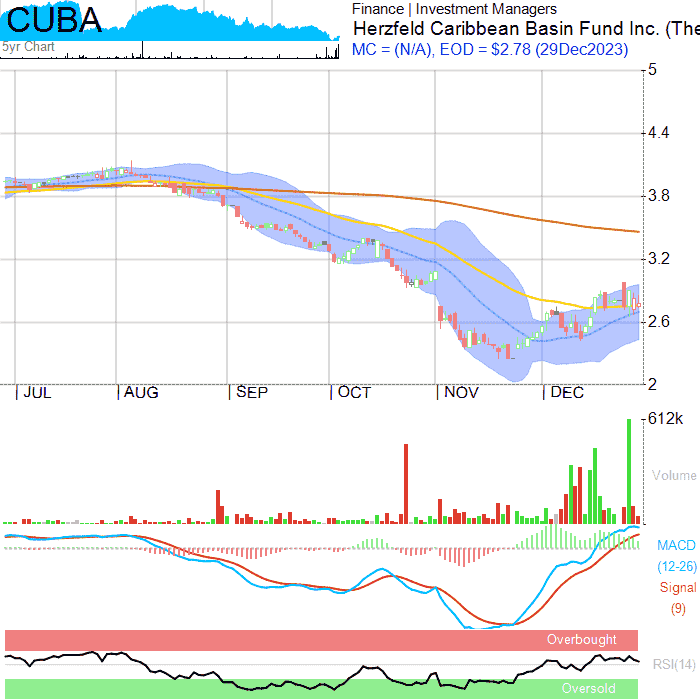 CUBA
5yr Chart
Finance | Investment Managers
Herzfeld Caribbean Basin Fund Inc. (The
MC = (N/A), EOD = $2.78 (29Dec2023)
5
4.4
3.8
3.2
2.6
2
JUL AUG SEP OCT NOV DEC
612k
Volume
MACD
(12-26)
Signal
(9)
Overbought
RSI(14)
Oversold